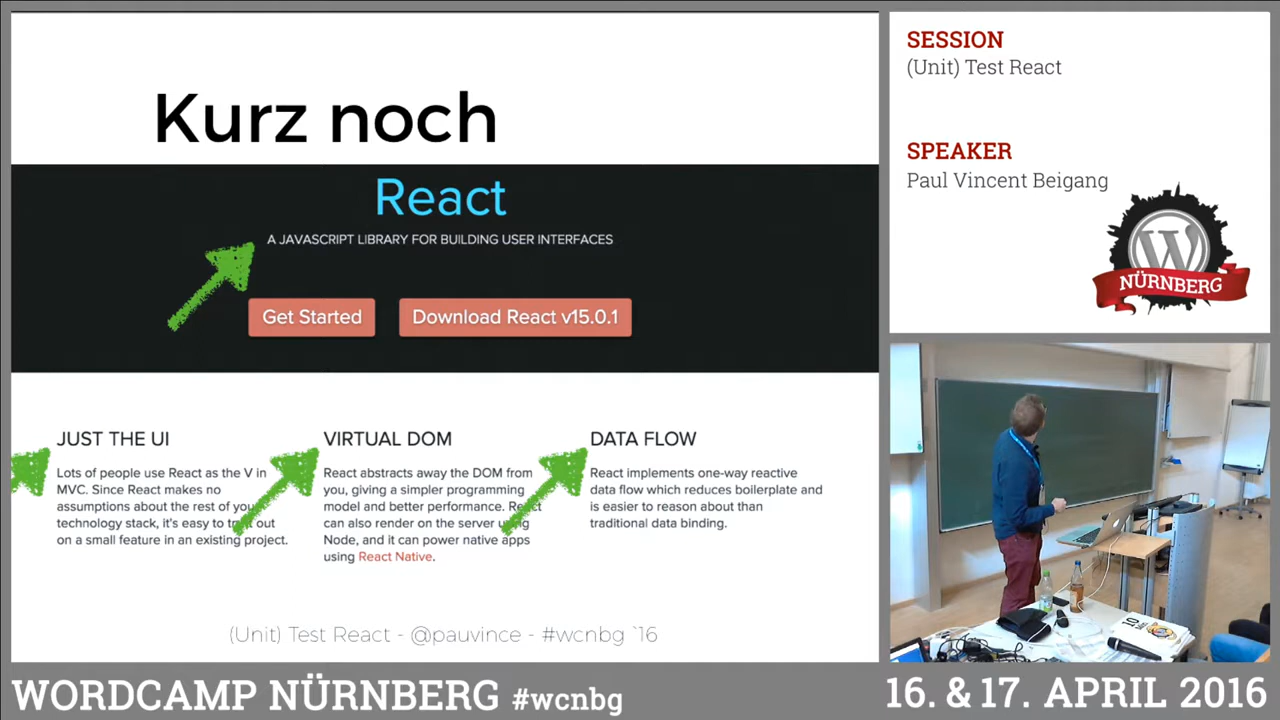 Kurz noch
React
A JAVASCRIPT LIBRARY FOR BUILDING USER INTERFACES
Get Started
Download React v15.0.1
JUST THE UI
Lots of people use React as the V in
MVC. Since React makes no
assumptions about the rest of your
technology stack, it's easy to try it out
on a small feature in an existing project.
VIRTUAL DOM
React abstracts away the DOM from
you, giving a simpler programming
model and better performance. React
can also render on the server using
Node, and it can power native apps
using React Native.
DATA FLOW
React implements one-way reactive
data flow which reduces boilerplate and
is easier to reason about than
traditional data binding.
(Unit) Test React - @pauvince - #wcnbg `16
SESSION
(Unit) Test React
SPEAKER
Paul Vincent Beigang
W
NÜRNBERG
WORDCAMP NÜRNBERG #wcnbg
16. & 17. APRIL 2016